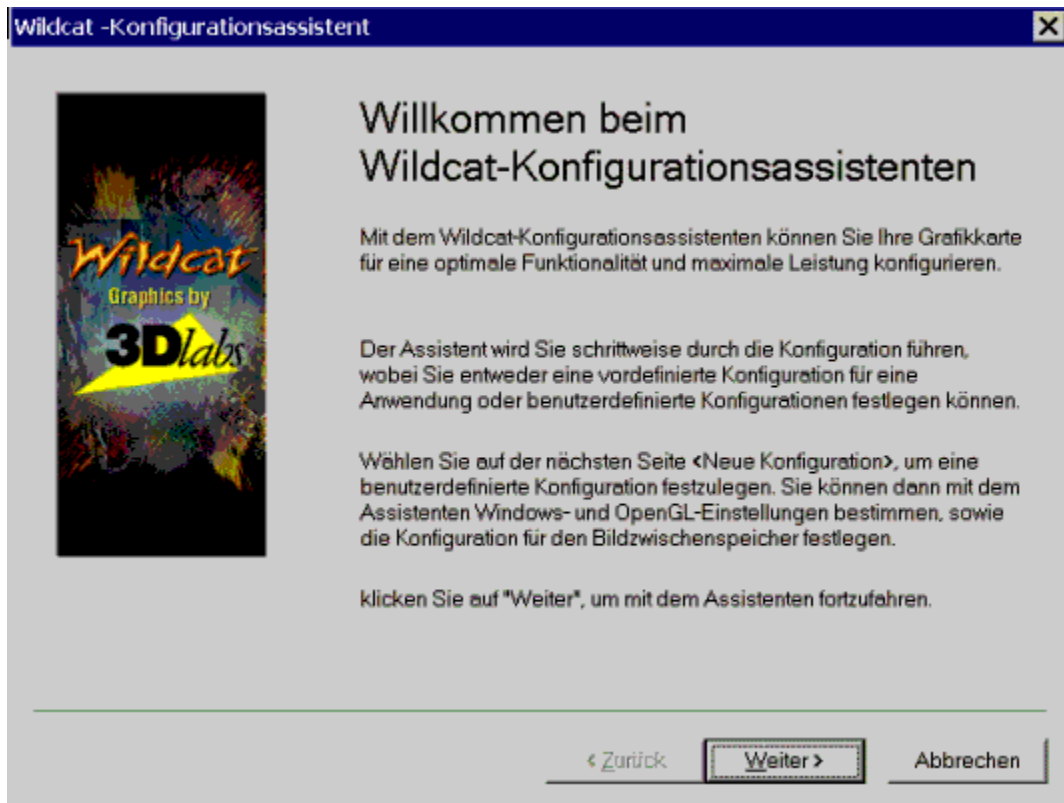 Wildcat -Konfigurationsassistent
Wildcat
Graphics by
3Dlabs
Willkommen beim
Wildcat-Konfigurationsassistenten
Mit dem Wildcat-Konfigurationsassistenten können Sie Ihre Grafikkarte
für eine optimale Funktionalität und maximale Leistung konfigurieren.
Der Assistent wird Sie schrittweise durch die Konfiguration führen,
wobei Sie entweder eine vordefinierte Konfiguration für eine
Anwendung oder benutzerdefinierte Konfigurationen festlegen können.
Wählen Sie auf der nächsten Seite <Neue Konfiguration>, um eine
benutzerdefinierte Konfiguration festzulegen. Sie können dann mit dem
Assistenten Windows- und OpenGL-Einstellungen bestimmen, sowie
die Konfiguration für den Bildzwischenspeicher festlegen.
klicken Sie auf "Weiter", um mit dem Assistenten fortzufahren.
< Zurück
Weiter >
Abbrechen